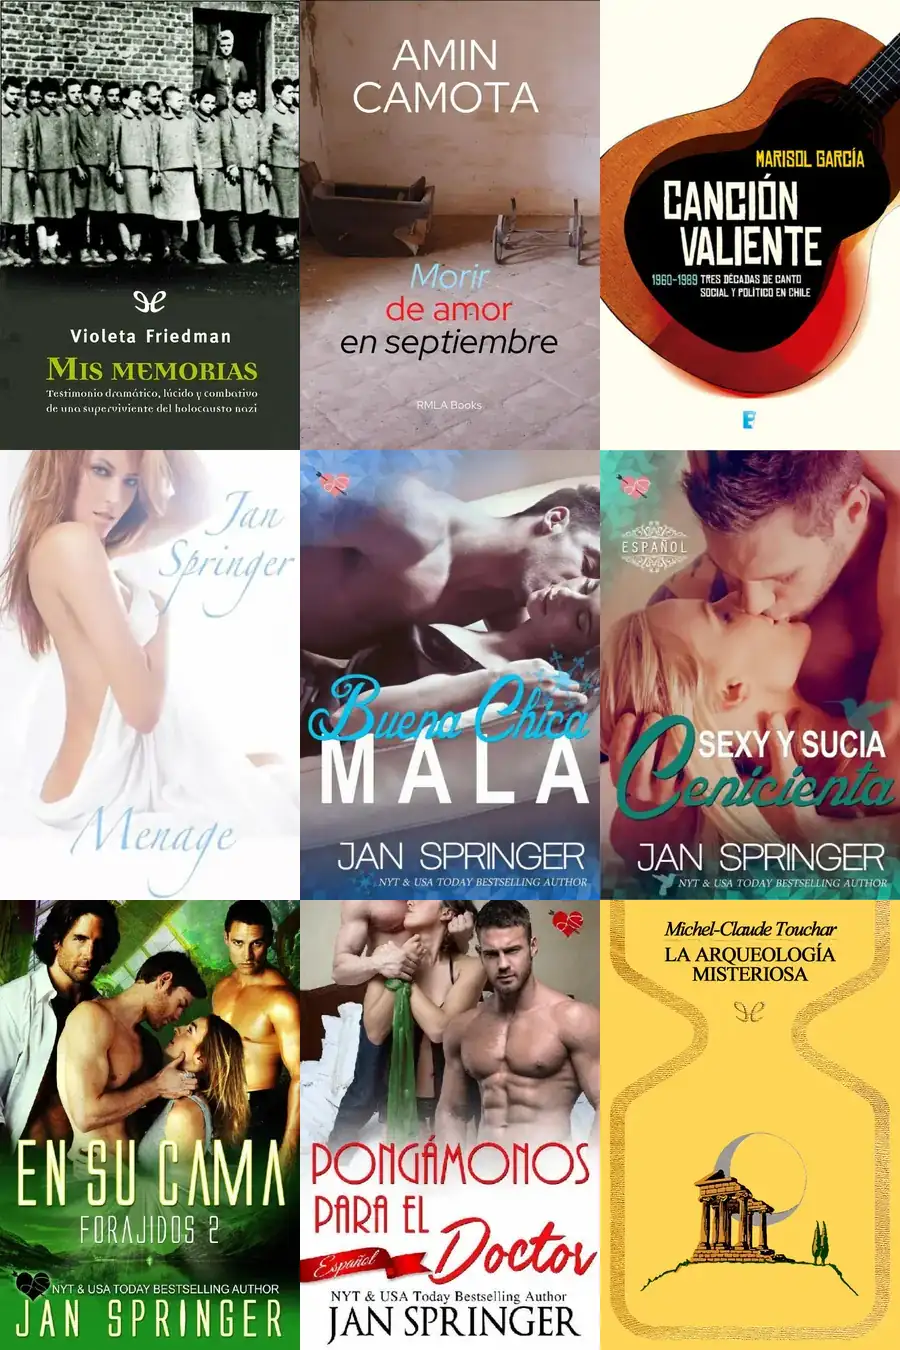 Violeta Friedman
MIS MEMORIAS
Testimonio dramático, lúcido y combativo
de una superviviente del holocausto nazi
AMIN
CAMOTA
Morir
de amor
en septiembre
RMLA Books
MARISOL GARCÍA
CANCIÓN
VALIENTE
1960-1989 TRES DÉCADAS DE CANTO
SOCIAL Y POLÍTICO EN CHILE
B
Jan
Springer
Menage
Buena Chica
MALA
JAN SPRINGER
NYT & USA TODAY BESTSELLING AUTHOR
ESPAÑOL
SEXY Y SUCIA
Cenicienta
JAN SPRINGER
NYT & USA TODAY BESTSELLING AUTHOR
EN SU CAMA
FORAJIDOS 2
NYT & USA TODAY BESTSELLING AUTHOR
JAN SPRINGER
PONGÁMONOS
PARA EL
Doctor
Español
NYT & USA Today Bestselling Author
JAN SPRINGER
Michel-Claude Touchar
LA ARQUEOLOGÍA
MISTERIOSA